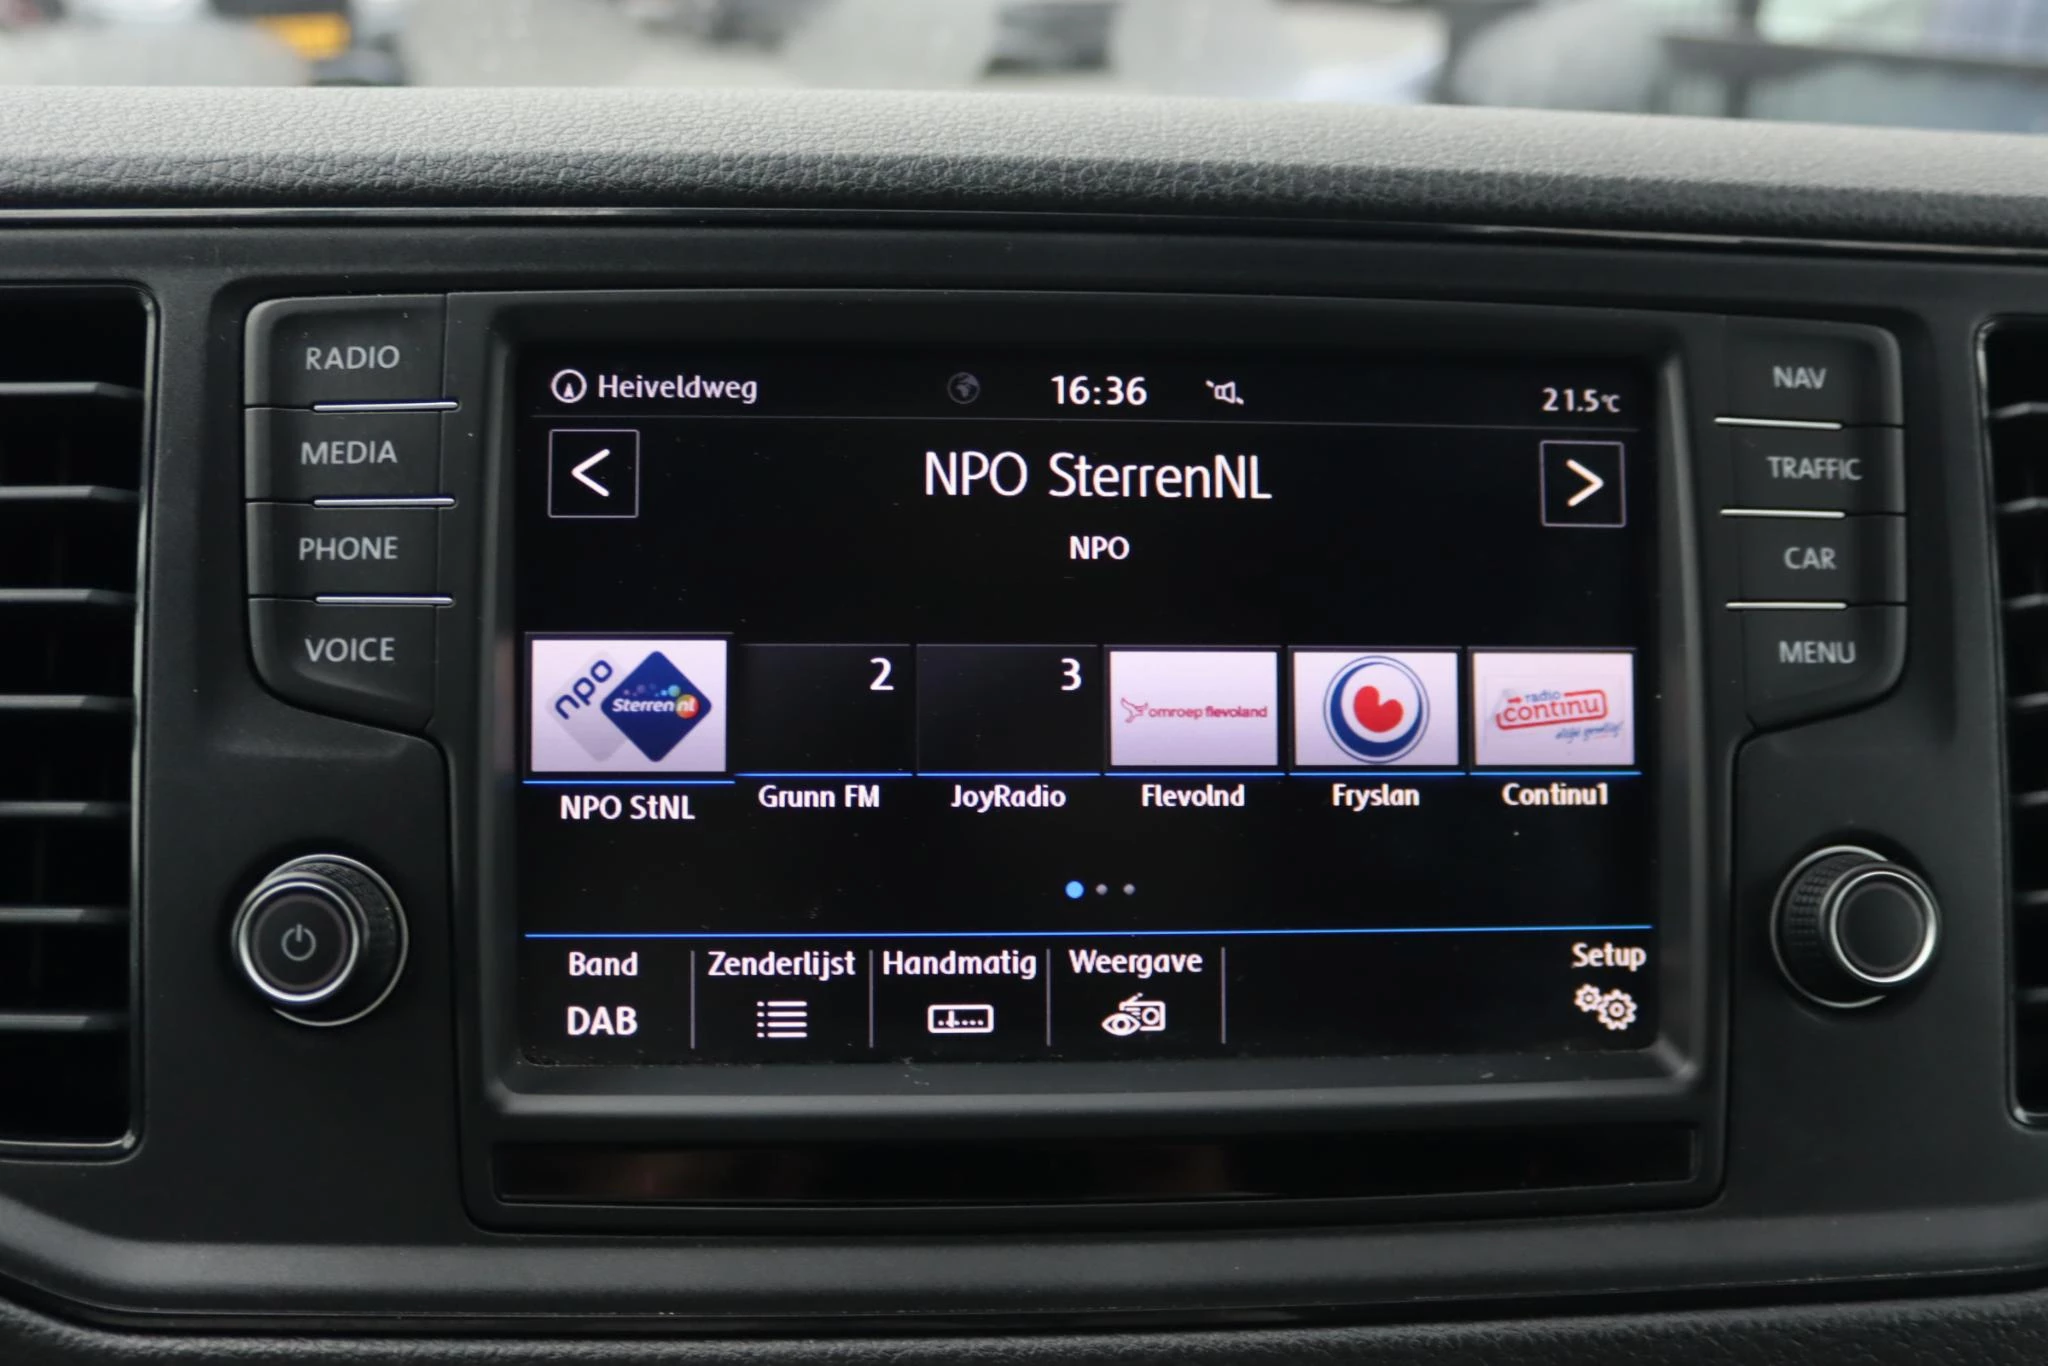 RADIO
MEDIA
PHONE
VOICE
Heiveldweg
16:36
21.5°C
<
NPO SterrenNL
>
NPO
npo
Sterren nl
2
3
omroep flevoland
radio
continu
NPO StNL
Grunn FM
JoyRadio
Flevolnd
Fryslan
Continu1
Band
Zenderlijst
Handmatig
Weergave
Setup
DAB
NAV
TRAFFIC
CAR
MENU